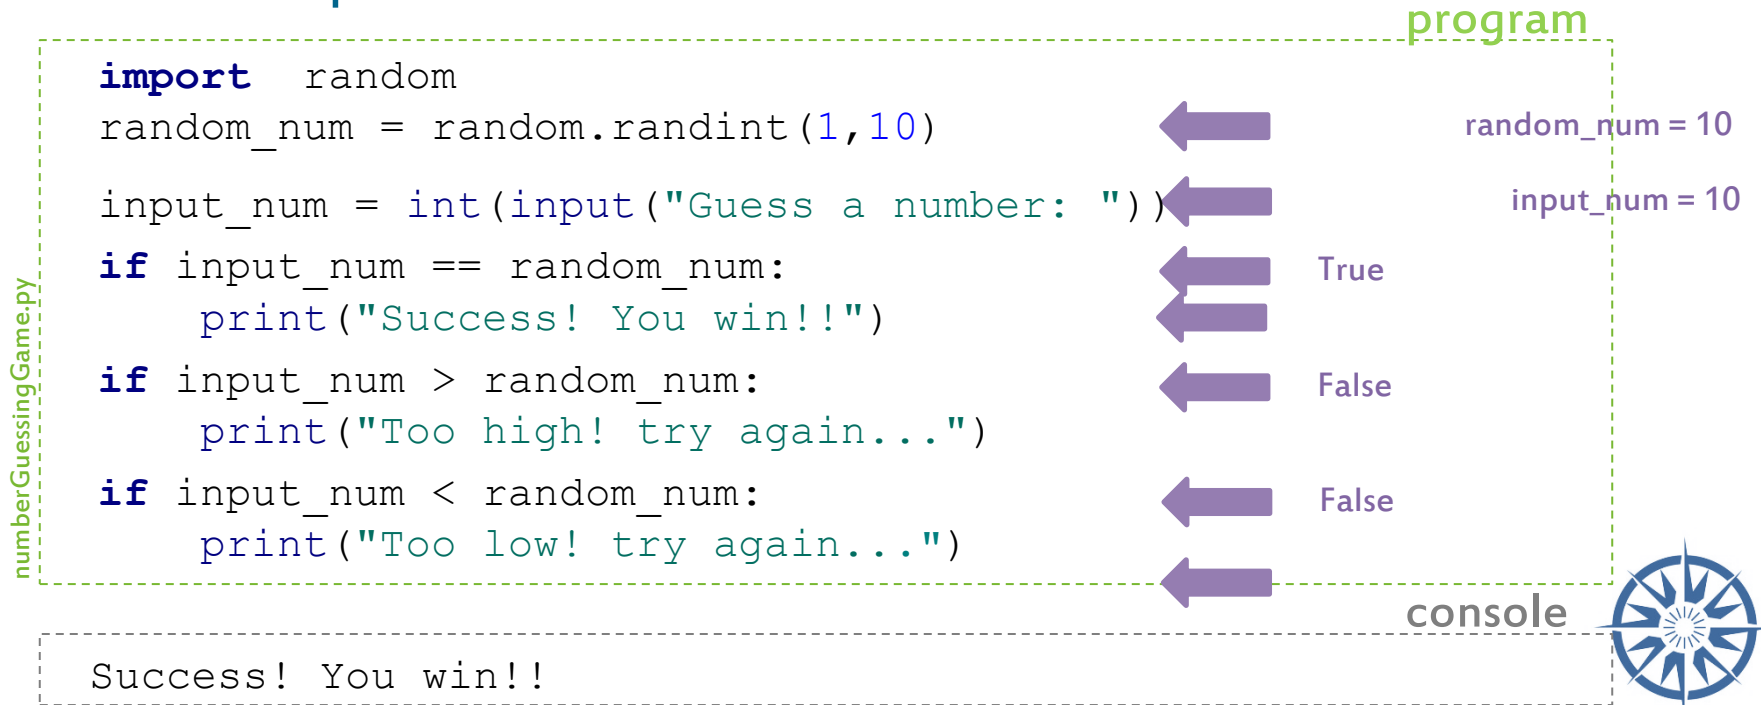 program
import  random
random_num = random.randint(1,10)
random_num = 10
input_num = int(input("Guess a number: "))
input_num = 10
if input_num == random_num:
True
    print("Success! You win!!")
if input_num > random_num:
False
    print("Too high! try again...")
if input_num < random_num:
False
    print("Too low! try again...")
numberGuessingGame.py
console
Success! You win!!